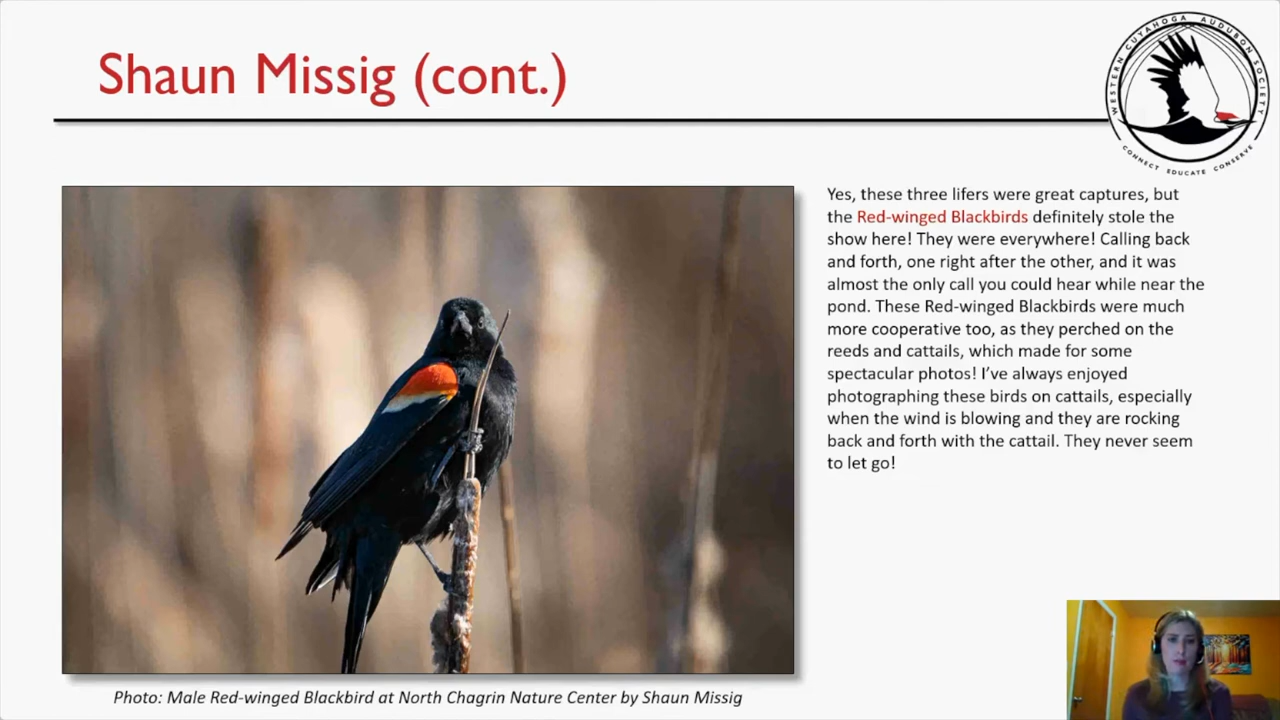 Shaun Missig (cont.)
WESTERN CUYAHOGA AUDUBON SOCIETY
CONNECT EDUCATE CONSERVE
Yes, these three lifers were great captures, but
the Red-winged Blackbirds definitely stole the
show here! They were everywhere! Calling back
and forth, one right after the other, and it was
almost the only call you could hear while near the
pond. These Red-winged Blackbirds were much
more cooperative too, as they perched on the
reeds and cattails, which made for some
spectacular photos! I’ve always enjoyed
photographing these birds on cattails, especially
when the wind is blowing and they are rocking
back and forth with the cattail. They never seem
to let go!
Photo: Male Red-winged Blackbird at North Chagrin Nature Center by Shaun Missig